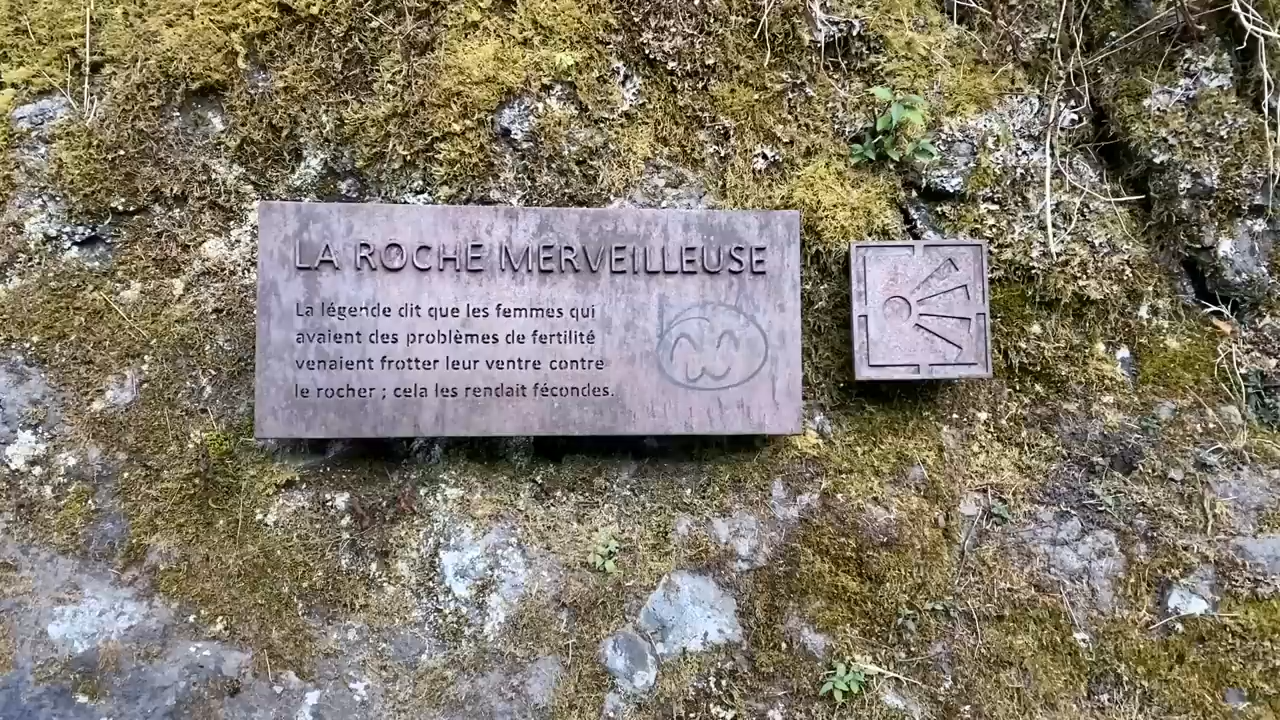 LA ROCHE MERVEILLEUSE
La légende dit que les femmes qui
avaient des problèmes de fertilité
venaient frotter leur ventre contre
le rocher ; cela les rendait fécondes.